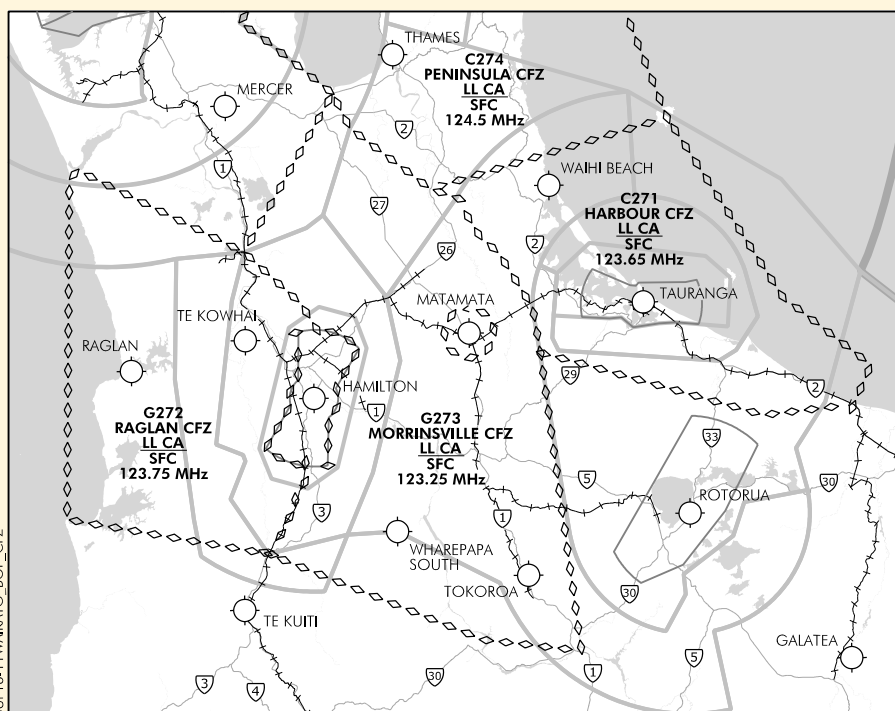 THAMES
C274
PENINSULA CFZ
LL CA
SFC
124.5 MHz
MERCER
2
1
WAIHI BEACH
27
C271
HARBOUR CFZ
LL CA
SFC
123.65 MHz
2
26
TAURANGA
MATAMATA
TE KOWHAI
RAGLAN
HAMILTON
29
2
1
G272
RAGLAN CFZ
LL CA
SFC
123.75 MHz
G273
MORRINSVILLE CFZ
LL CA
SFC
123.25 MHz
33
5
30
ROTORUA
3
1
WHAREPAPA
SOUTH
TOKOROA
30
TE KUITI
GALATEA
5
3
4
30
1